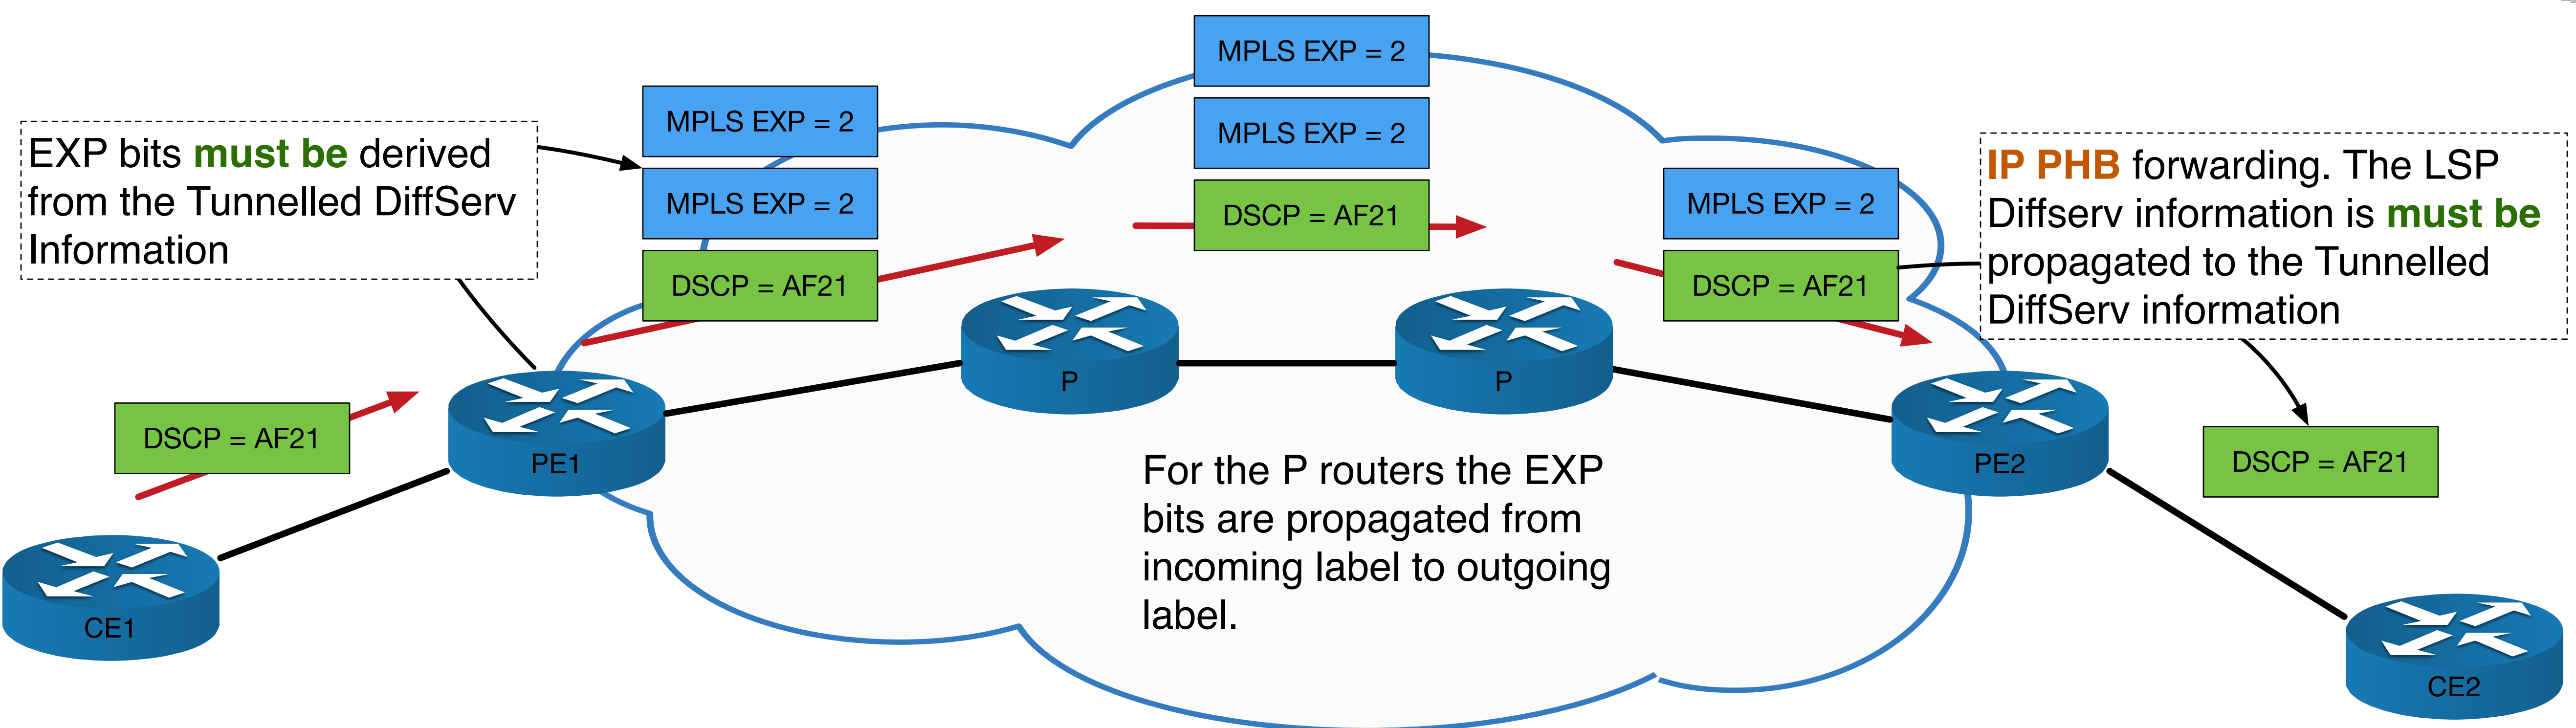 EXP bits must be derived
from the Tunnelled DiffServ
Information
DSCP = AF21
CE1
PE1
MPLS EXP = 2
MPLS EXP = 2
DSCP = AF21
P
MPLS EXP = 2
MPLS EXP = 2
DSCP = AF21
P
For the P routers the EXP
bits are propagated from
incoming label to outgoing
label.
MPLS EXP = 2
DSCP = AF21
PE2
IP PHB forwarding. The LSP
Diffserv information is must be
propagated to the Tunnelled
DiffServ information
DSCP = AF21
CE2